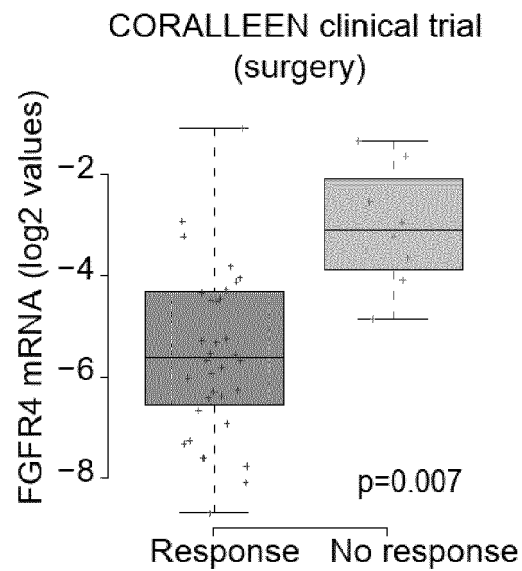 CORALLEEN clinical trial
(surgery)
FGFR4 mRNA (log2 values)
−2
−4
−6
−8
p=0.007
Response
No response